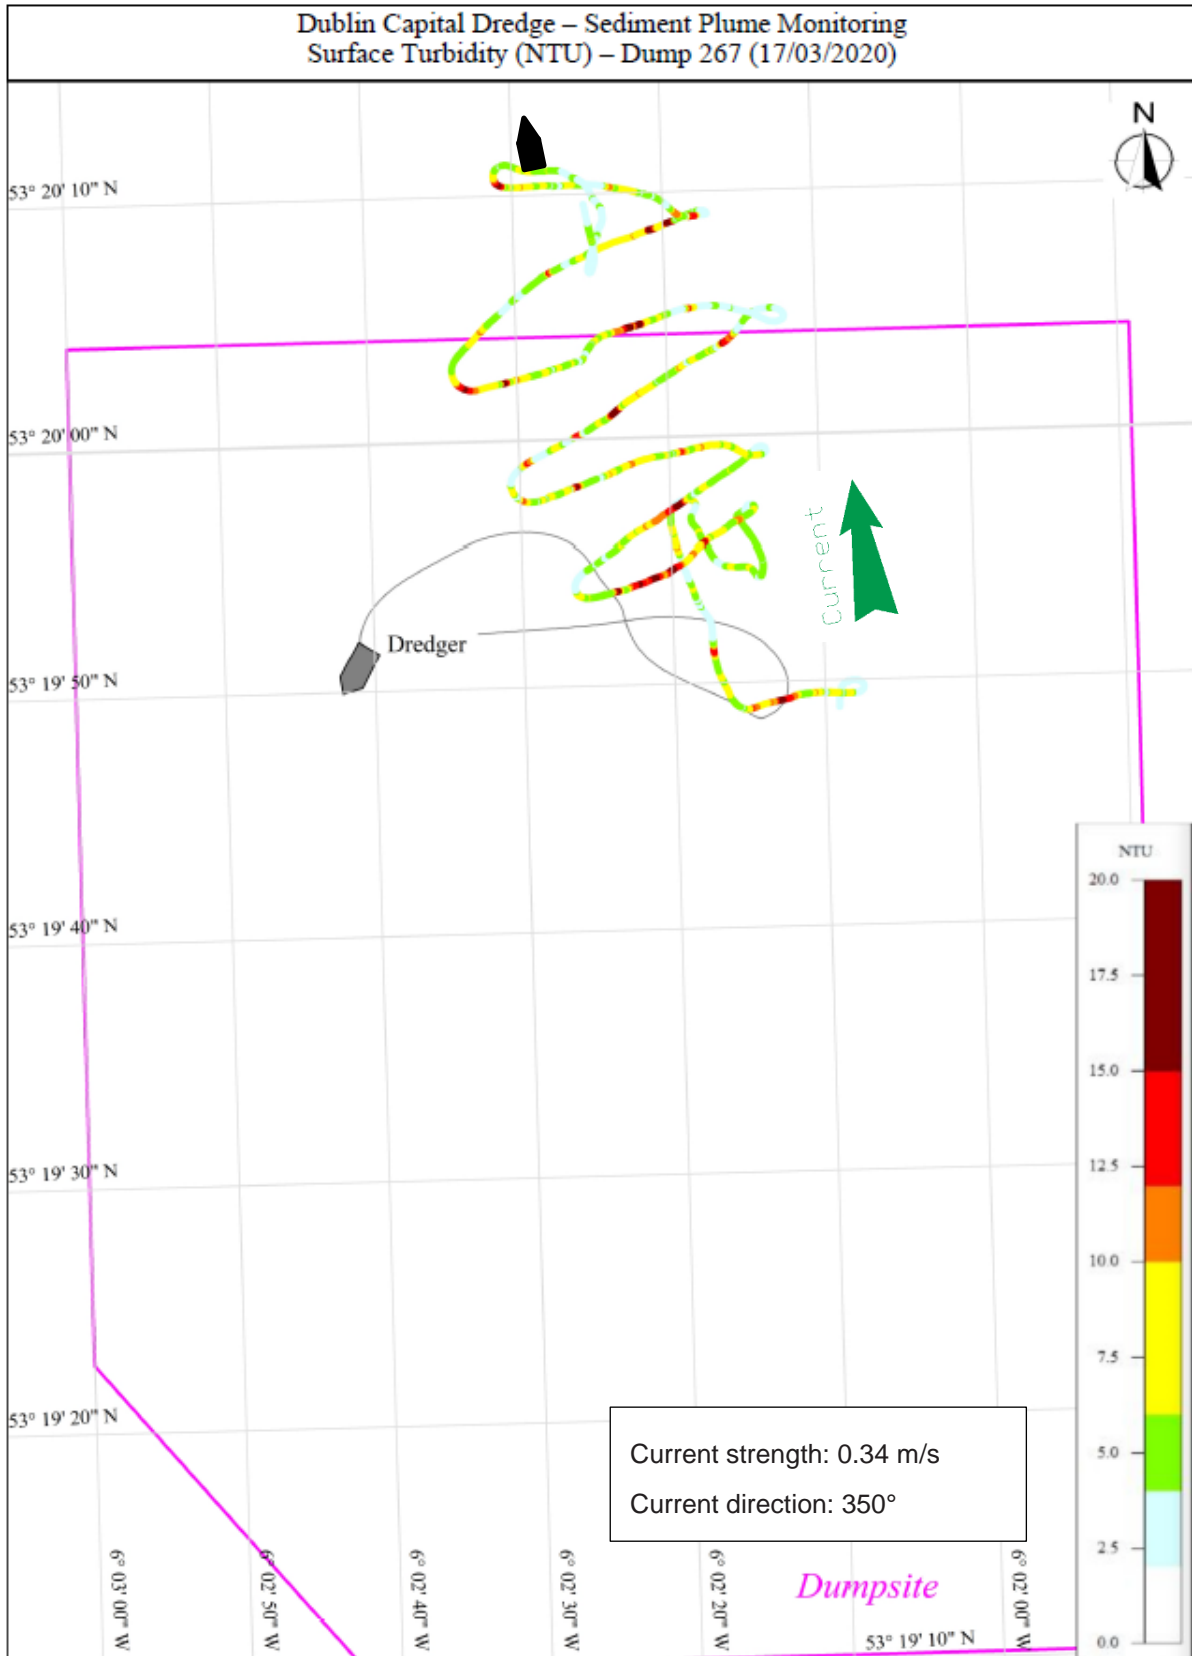 Dublin Capital Dredge – Sediment Plume Monitoring
Surface Turbidity (NTU) – Dump 267 (17/03/2020)
N
53° 20' 10" N
53° 20' 00" N
Current
Dredger
53° 19' 50" N
NTU
20.0
53° 19' 40" N
17.5
15.0
53° 19' 30" N
12.5
10.0
7.5
53° 19' 20" N
Current strength: 0.34 m/s
5.0
Current direction: 350°
2.5
6° 03' 00" W
6° 02' 50" W
6° 02' 40" W
6° 02' 30" W
6° 02' 20" W
6° 02' 00" W
Dumpsite
53° 19' 10" N
0.0